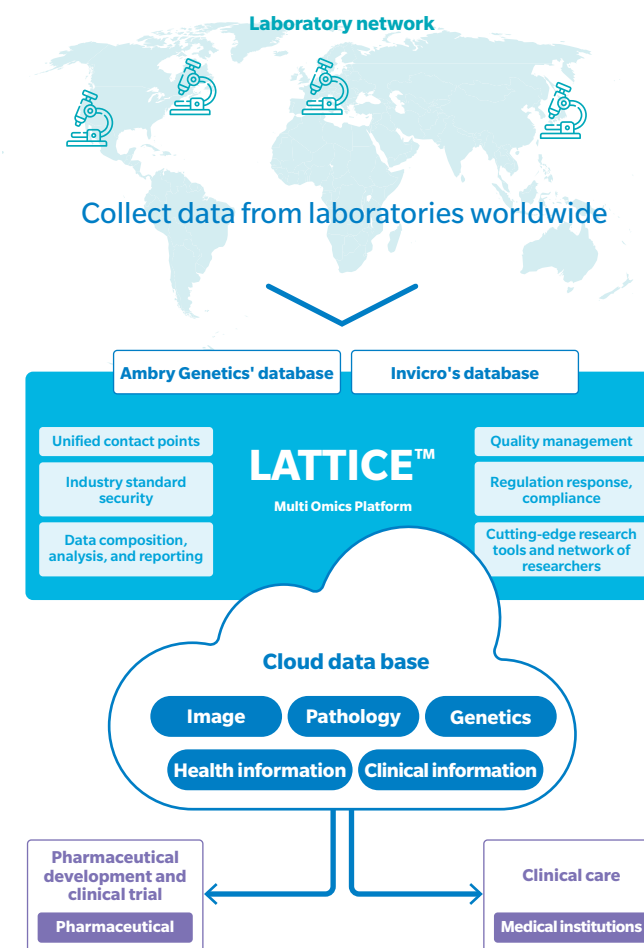 Laboratory network
Collect data from laboratories worldwide
Ambry Genetics' database
Invicro's database
Unified contact points
Industry standard
security
Data composition,
analysis, and reporting
LATTICE™
Multi Omics Platform
Quality management
Regulation response,
compliance
Cutting-edge research
tools and network of
researchers
Cloud data base
Image
Pathology
Genetics
Health information
Clinical information
Pharmaceutical
development and
clinical trial
Pharmaceutical
Clinical care
Medical institutions